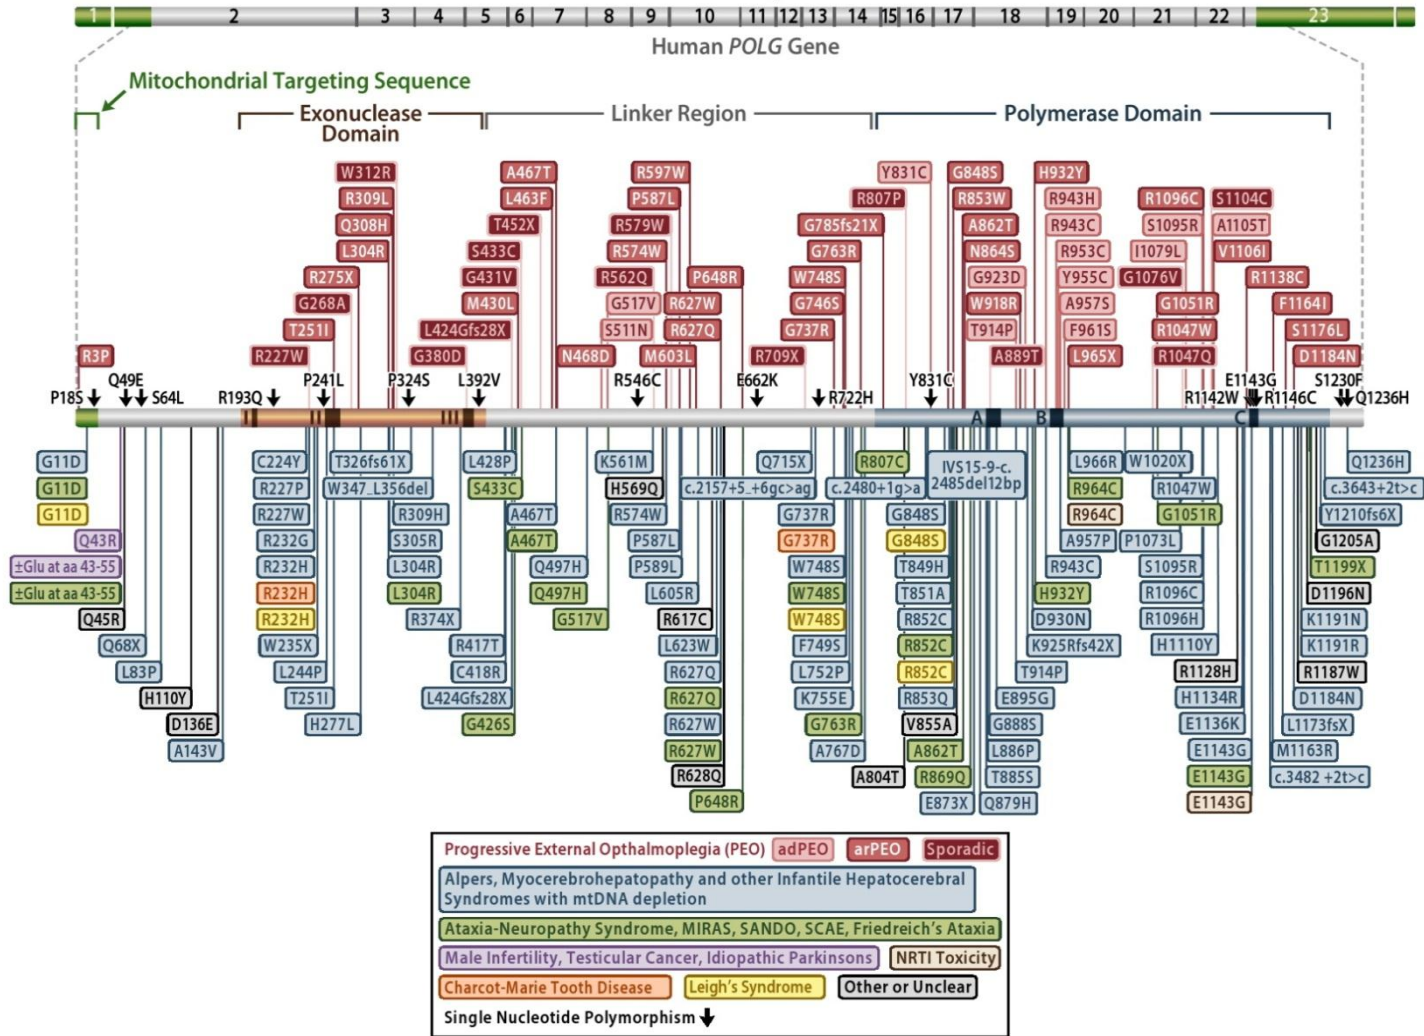 1 2 3 4 5 6 7 8 9 10 11 12 13 14 15 16 17 18 19 20 21 22 23
Human POLG Gene
Mitochondrial Targeting Sequence
Exonuclease Domain
Linker Region
Polymerase Domain
W312R A467T R597W Y831C G848S H932Y
R309L L463F P587L R807P R853W R943H R1096C S1104C
Q308H T452X R579W G785fs21X A862T R943C S1095R A1105T
L304R S433C R574W G763R N864S R953C I1079L V1106I
R275X G431V R562Q P648R W748S G923D Y955C G1076V R1138C
G268A M430L G517V R627W G746S W918R A957S G1051R F1164I
T251I L424Gfs28X S511N R627Q G737R T914P F961S R1047W S1176L
R3P R227W G380D N468D M603L R709X A889T L965X R1047Q D1184N
Q49E P241L P324S L392V R546C E662K Y831C E1143G S1230F
P18S S64L R193Q R722H R1142W R1146C Q1236H
I II III A B C
G11D C224Y T326fs61X L428P K561M Q715X R807C IVS15-9-c. 2485del12bp L966R W1020X Q1236H
G11D R227P W347_L356del S433C H569Q c.2157+5_+6gc>ag c.2480+1g>a R964C R1047W c.3643+2t>c
G11D R227W R309H A467T R574W G737R G848S R964C G1051R Y1210fs6X
Q43R R232G S305R A467T P587L G737R G848S A957P P1073L G1205A
±Glu at aa 43-55 R232H L304R Q497H P589L W748S T849H R943C S1095R T1199X
±Glu at aa 43-55 R232H L304R Q497H L605R W748S T851A H932Y R1096C D1196N
Q45R R232H R374X G517V R617C W748S R852C D930N R1096H K1191N
Q68X W235X R417T L623W F749S R852C K925Rfs42X H1110Y K1191R
L83P L244P C418R R627Q L752P R852C T914P R1128H R1187W
H110Y T251I L424Gfs28X R627Q K755E R853Q E895G H1134R D1184N
D136E H277L G426S R627W G763R V855A G888S E1136K L1173fsX
A143V R627W A767D A862T L886P E1143G M1163R
R628Q A804T R869Q T885S E1143G c.3482 +2t>c
P648R E873X Q879H E1143G
Progressive External Opthalmoplegia (PEO) adPEO arPEO Sporadic
Alpers, Myocerebrohepatopathy and other Infantile Hepatocerebral
Syndromes with mtDNA depletion
Ataxia-Neuropathy Syndrome, MIRAS, SANDO, SCAE, Friedreich's Ataxia
Male Infertility, Testicular Cancer, Idiopathic Parkinsons NRTI Toxicity
Charcot-Marie Tooth Disease Leigh's Syndrome Other or Unclear
Single Nucleotide Polymorphism